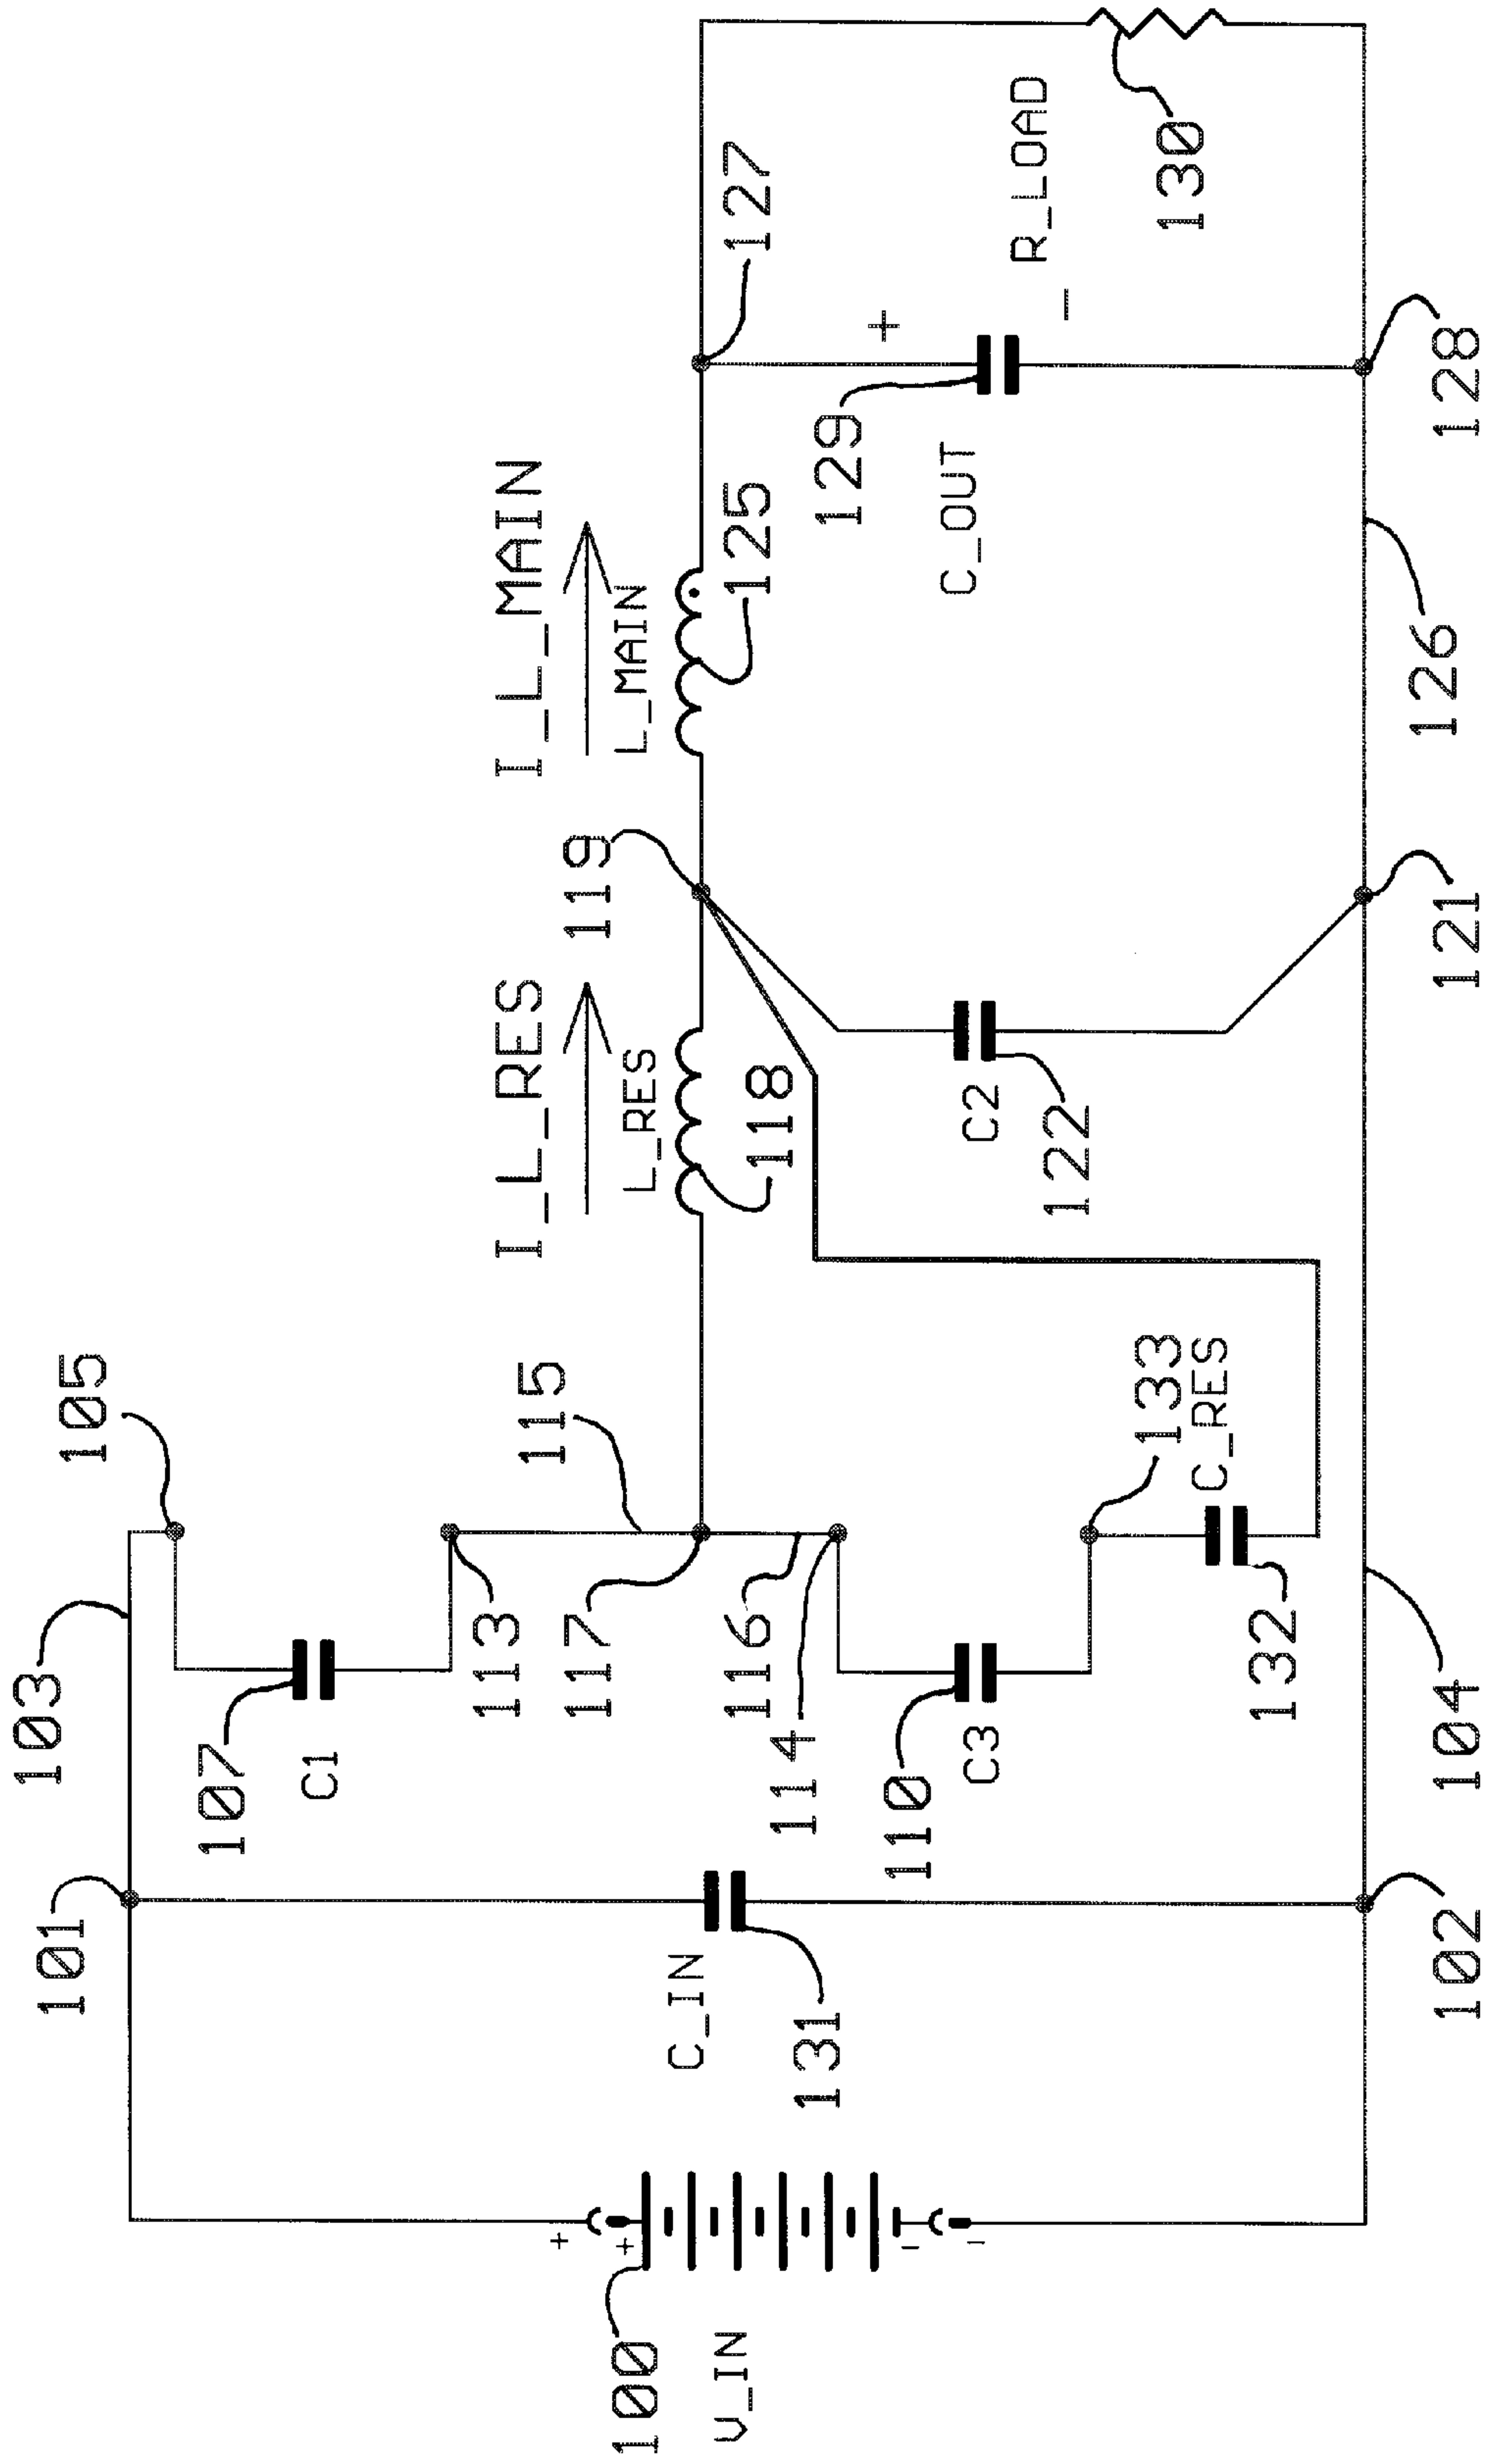 103
105
101
107
C1
113
115
117
116
114
110
C3
133
C_RES
132
104
102
C_IN
131
+
+
-
-
100
V_IN
I_L_RES
L_RES
118
119
C2
122
121
I_L_MAIN
L_MAIN
125
127
+
129
C_OUT
-
R_LOAD
130
126
128